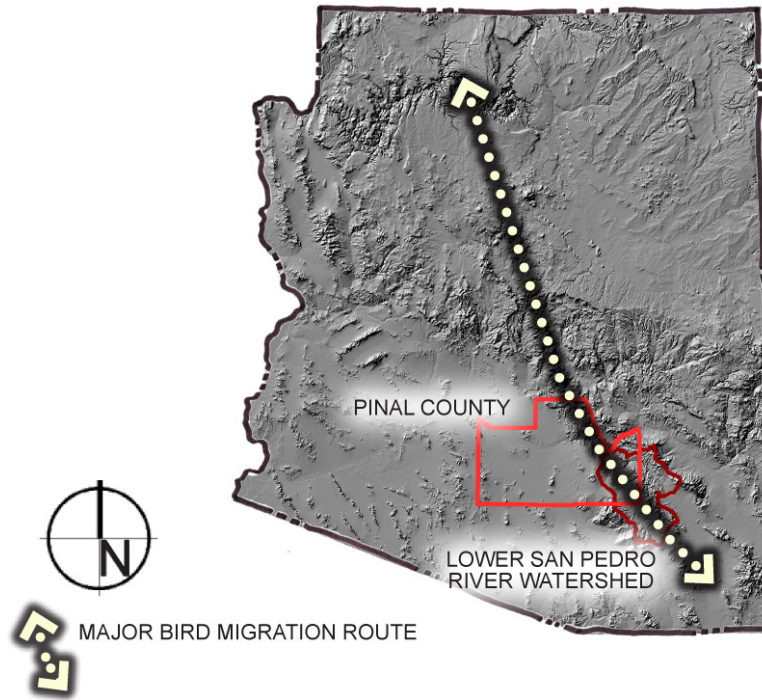 PINAL COUNTY
LOWER SAN PEDRO
RIVER WATERSHED
N
MAJOR BIRD MIGRATION ROUTE